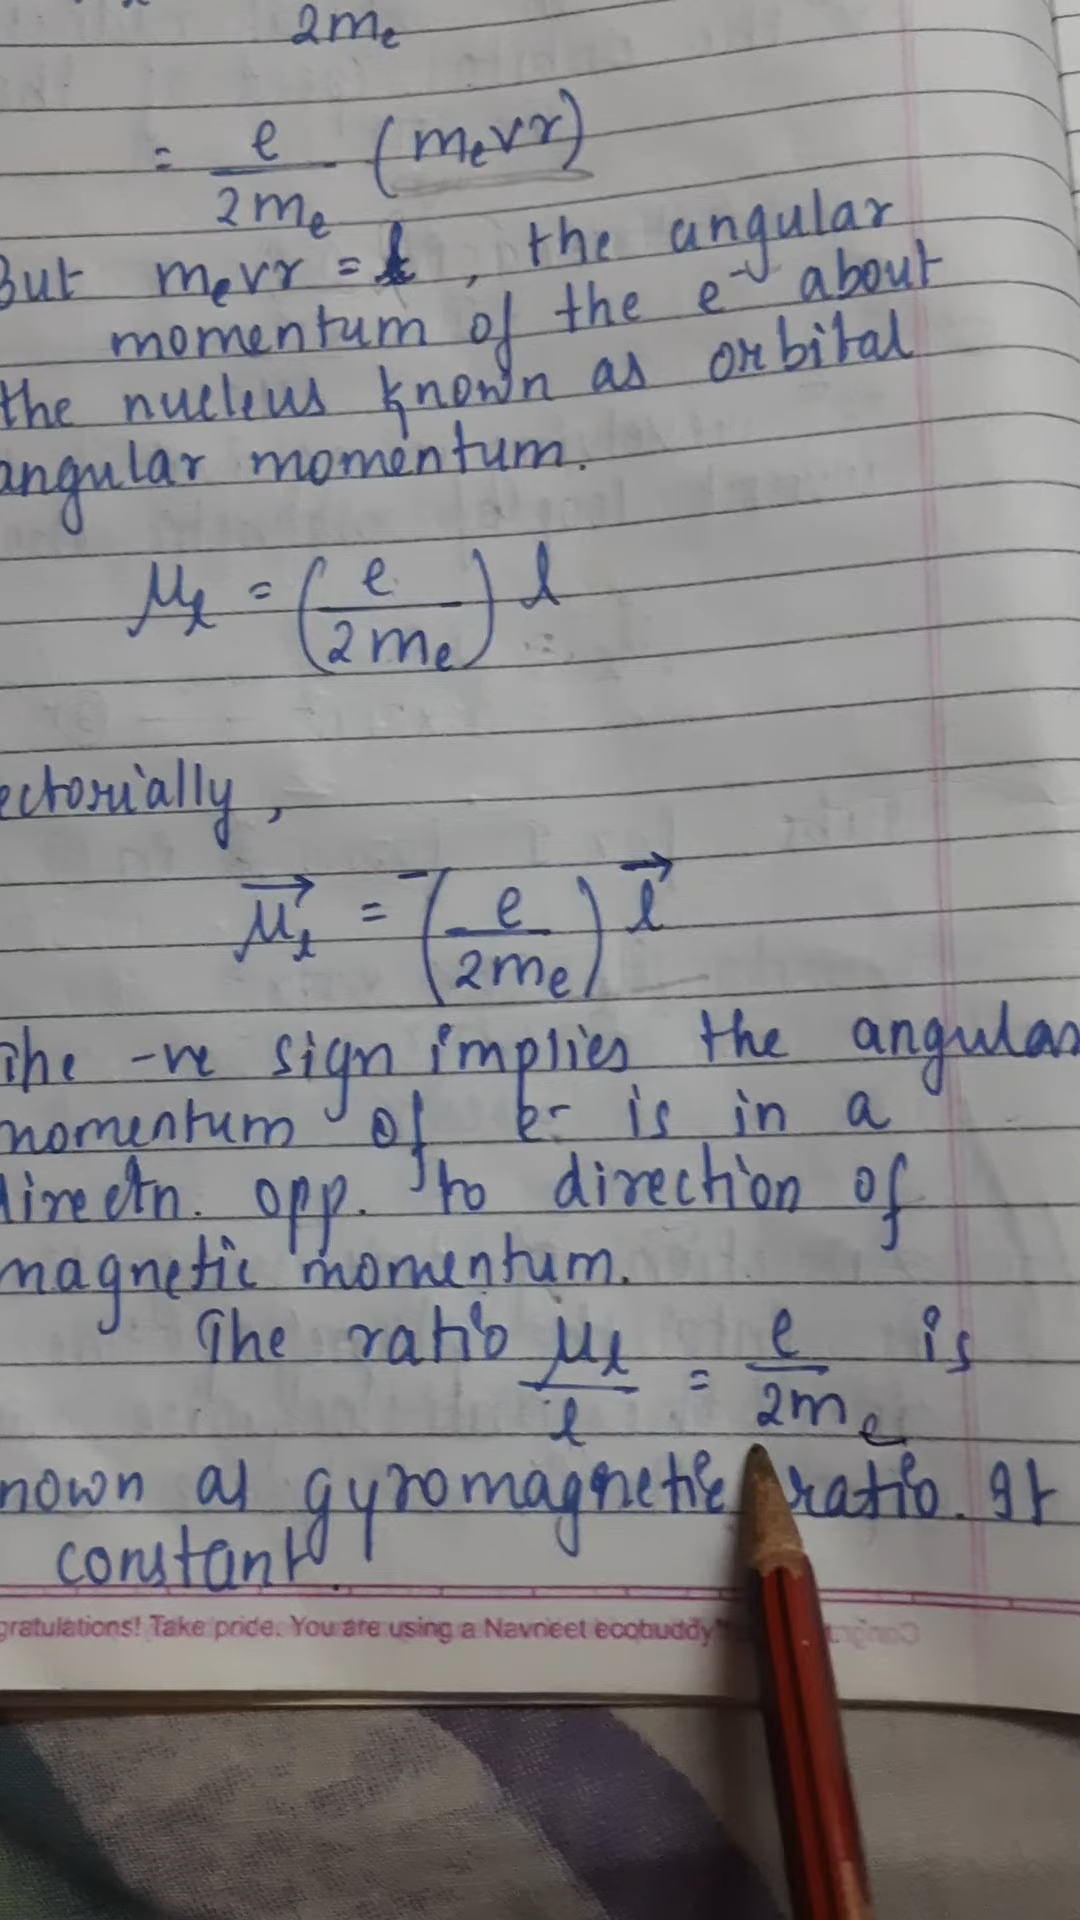 2mₑ
= e/2mₑ (mₑvr)
But mₑvr = l, the angular
momentum of the e⁻ about
the nucleus known as orbital
angular momentum.
μₗ = (e/2mₑ) l
ectorially,
μₗ→ = -(e/2mₑ) l→
The -ve sign implies the angular
momentum of e- is in a
directn. opp. to direction of
magnetic momentum.
The ratio μₗ/l = e/2mₑ is
nown as gyromagnetic ratio. It
constant.
gratulations! Take pride. You are using a Navneet ecobuddy